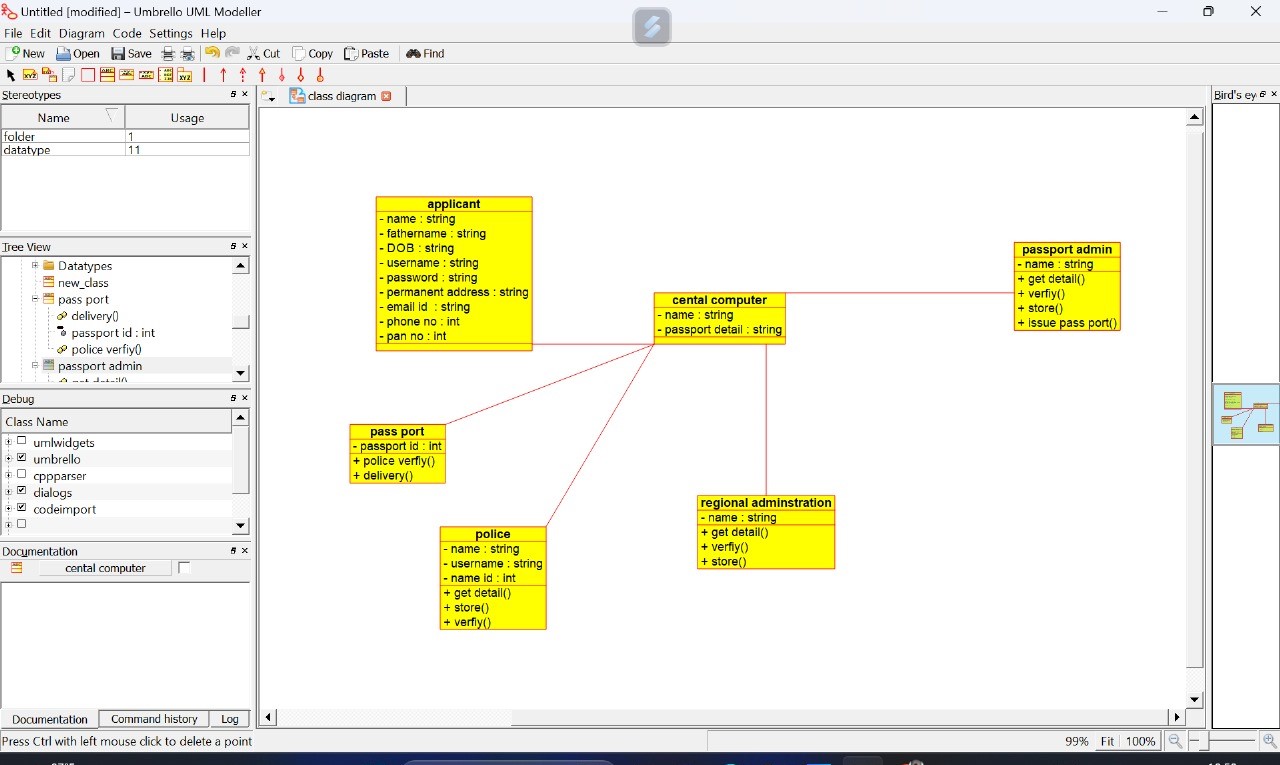 Untitled [modified] – Umbrello UML Modeller
File Edit Diagram Code Settings Help
New Open Save Cut Copy Paste Find
Stereotypes
class diagram
Bird's ey
Name Usage
folder 1
datatype 11
Tree View
Datatypes
new_class
pass port
delivery()
passport id : int
police verfiy()
passport admin
get detail()
Debug
Class Name
umlwidgets
umbrello
cppparser
dialogs
codeimport
Documentation
cental computer
Documentation Command history Log
applicant
- name : string
- fathername : string
- DOB : string
- username : string
- password : string
- permanent address : string
- email id : string
- phone no : int
- pan no : int
cental computer
- name : string
- passport detail : string
passport admin
- name : string
+ get detail()
+ verfiy()
+ store()
+ issue pass port()
pass port
- passport id : int
+ police verfiy()
+ delivery()
police
- name : string
- username : string
- name id : int
+ get detail()
+ store()
+ verfiy()
regional adminstration
- name : string
+ get detail()
+ verfiy()
+ store()
Press Ctrl with left mouse click to delete a point
99% Fit 100%